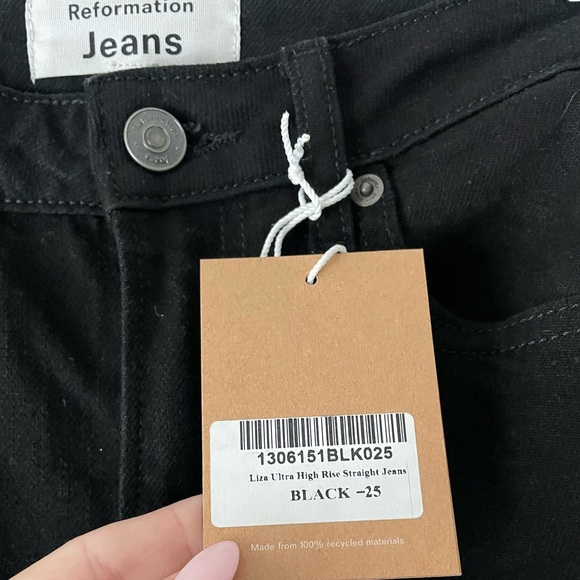 Reformation
Jeans
1306151BLK025
Liza Ultra High Rise Straight Jeans
BLACK -25
Made from 100% recycled materials